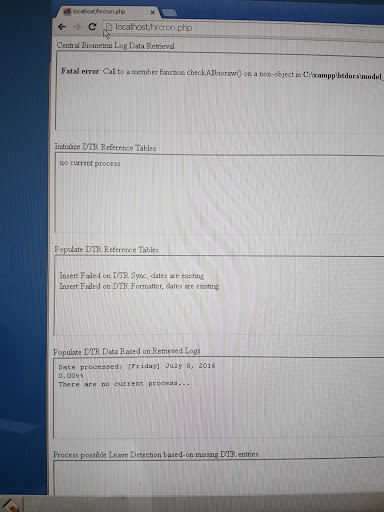 localhost/hrcron.php
localhost/hrcron.php
Central Biometrix Log Data Retrieval
Fatal error: Call to a member function checkAllbioraw() on a non-object in C:\xampp\htdocs\model_
Initialize DTR Reference Tables
no current process
Populate DTR Reference Tables
Insert Failed on DTR Sync, dates are existing
Insert Failed on DTR Formatter, dates are existing
Populate DTR Data Based on Retrieved Logs
Date processed: [Friday] July 8, 2016
0.00%%
There are no current process...
Process possible Leave Detection based-on missing DTR entries